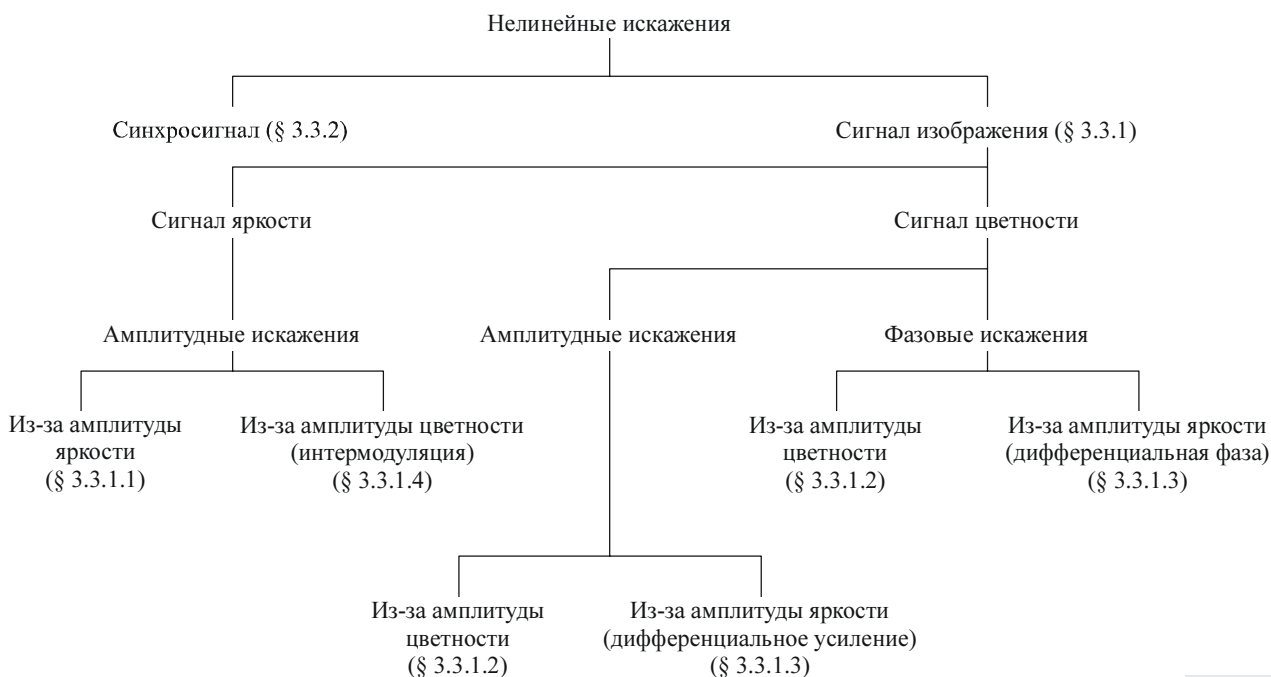 Нелинейные искажения
Синхросигнал (§ 3.3.2)
Сигнал изображения (§ 3.3.1)
Сигнал яркости
Сигнал цветности
Амплитудные искажения
Амплитудные искажения
Фазовые искажения
Из-за амплитуды
яркости
(§ 3.3.1.1)
Из-за амплитуды цветности
(интермодуляция)
(§ 3.3.1.4)
Из-за амплитуды
цветности
(§ 3.3.1.2)
Из-за амплитуды яркости
(дифференциальная фаза)
(§ 3.3.1.3)
Из-за амплитуды
цветности
(§ 3.3.1.2)
Из-за амплитуды яркости
(дифференциальное усиление)
(§ 3.3.1.3)